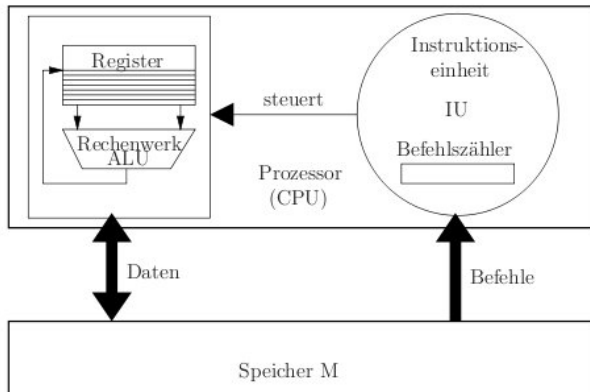 Register
Rechenwerk
ALU
steuert
Instruktions-
einheit
IU
Befehlszähler
Prozessor
(CPU)
Daten
Befehle
Speicher M